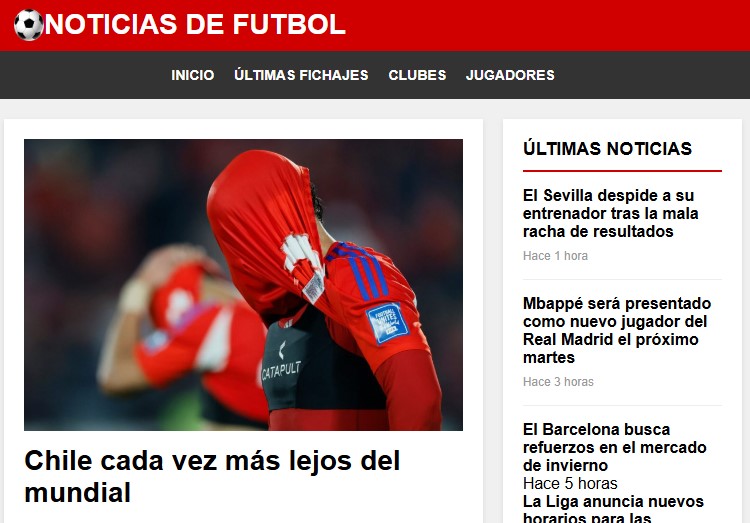 NOTICIAS DE FUTBOL
INICIO ÚLTIMAS FICHAJES CLUBES JUGADORES
CATAPULT
FOOTBALL
UNITES
Chile cada vez más lejos del
mundial
ÚLTIMAS NOTICIAS
El Sevilla despide a su
entrenador tras la mala
racha de resultados
Hace 1 hora
Mbappé será presentado
como nuevo jugador del
Real Madrid el próximo
martes
Hace 3 horas
El Barcelona busca
refuerzos en el mercado
de invierno
Hace 5 horas
La Liga anuncia nuevos
horarios para las